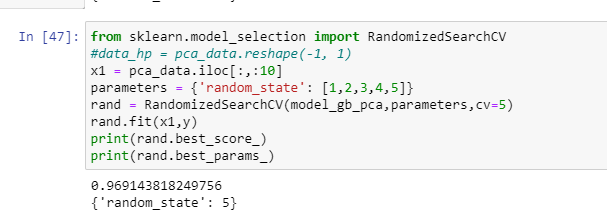 In [47]: from sklearn.model_selection import RandomizedSearchCV
#data_hp = pca_data.reshape(-1, 1)
x1 = pca_data.iloc[:,:10]
parameters = {'random_state': [1,2,3,4,5]}
rand = RandomizedSearchCV(model_gb_pca,parameters,cv=5)
rand.fit(x1,y)
print(rand.best_score_)
print(rand.best_params_)
0.969143818249756
{'random_state': 5}